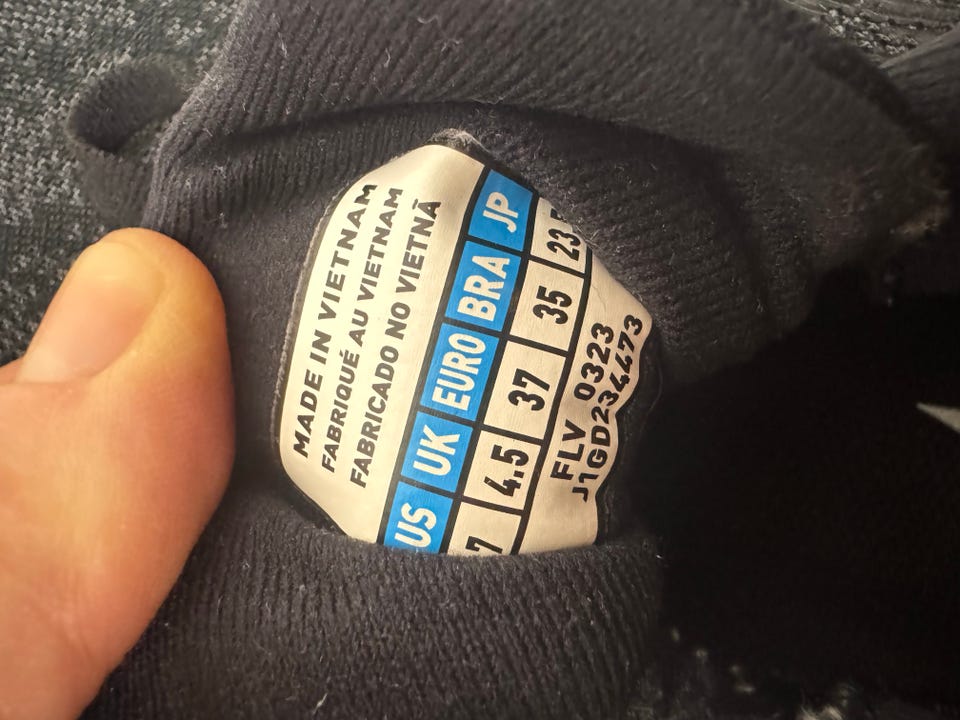 MADE IN VIETNAM
FABRIQUÉ AU VIETNAM
FABRICADO NO VIETNÃ
US UK EURO BRA JP
7 4.5 37 35 23
FLV 0323
J1GD234473